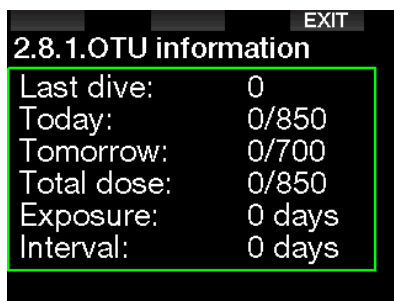 EXIT
2.8.1.OTU information
Last dive: 0
Today: 0/850
Tomorrow: 0/700
Total dose: 0/850
Exposure: 0 days
Interval: 0 days